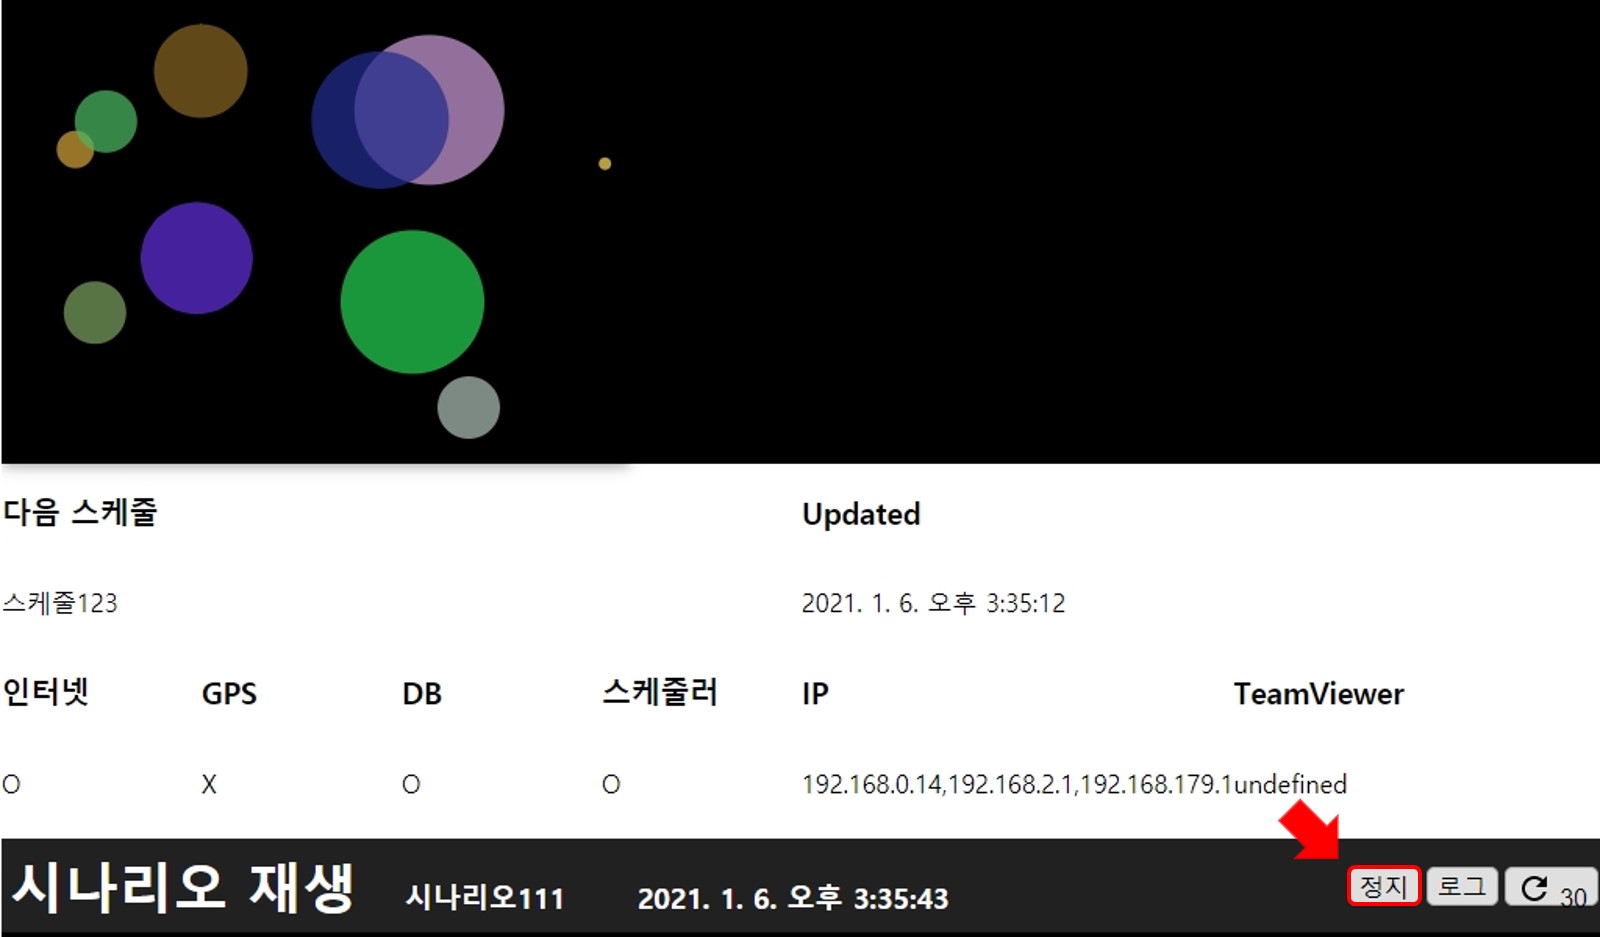 다음 스케줄 Updated
스케줄123 2021. 1. 6. 오후 3:35:12
인터넷 GPS DB 스케줄러 IP TeamViewer
O X O O 192.168.0.14,192.168.2.1,192.168.179.1undefined
시나리오 재생 시나리오111 2021. 1. 6. 오후 3:35:43 정지 로그 30